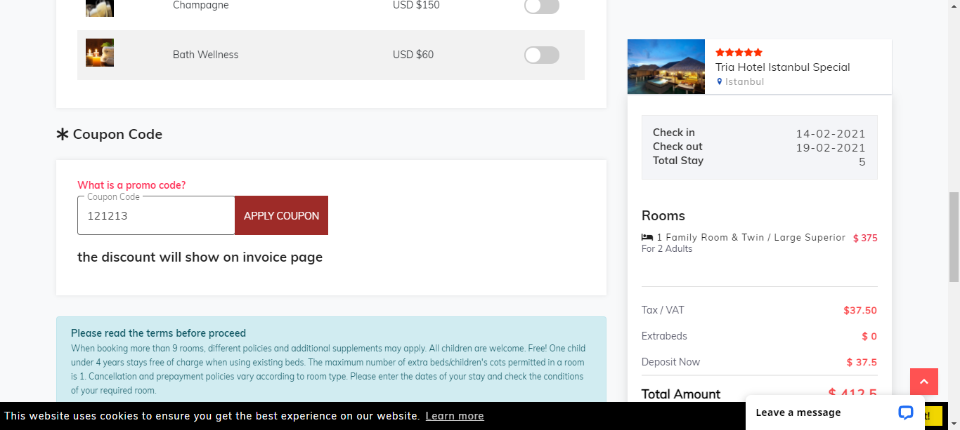 Champagne USD $150
Bath Wellness USD $60
Coupon Code
What is a promo code?
Coupon Code
121213 APPLY COUPON
the discount will show on invoice page
Please read the terms before proceed
When booking more than 9 rooms, different policies and additional supplements may apply. All children are welcome. Free! One child
under 4 years stays free of charge when using existing beds. The maximum number of extra beds/children's cots permitted in a room
is 1. Cancellation and prepayment policies vary according to room type. Please enter the dates of your stay and check the conditions
of your required room.
Tria Hotel Istanbul Special
Istanbul
Check in 14-02-2021
Check out 19-02-2021
Total Stay 5
Rooms
1 Family Room & Twin / Large Superior $ 375
For 2 Adults
Tax / VAT $37.50
Extrabeds $ 0
Deposit Now $ 37.5
Total Amount $ 412.5
This website uses cookies to ensure you get the best experience on our website. Learn more
Leave a message